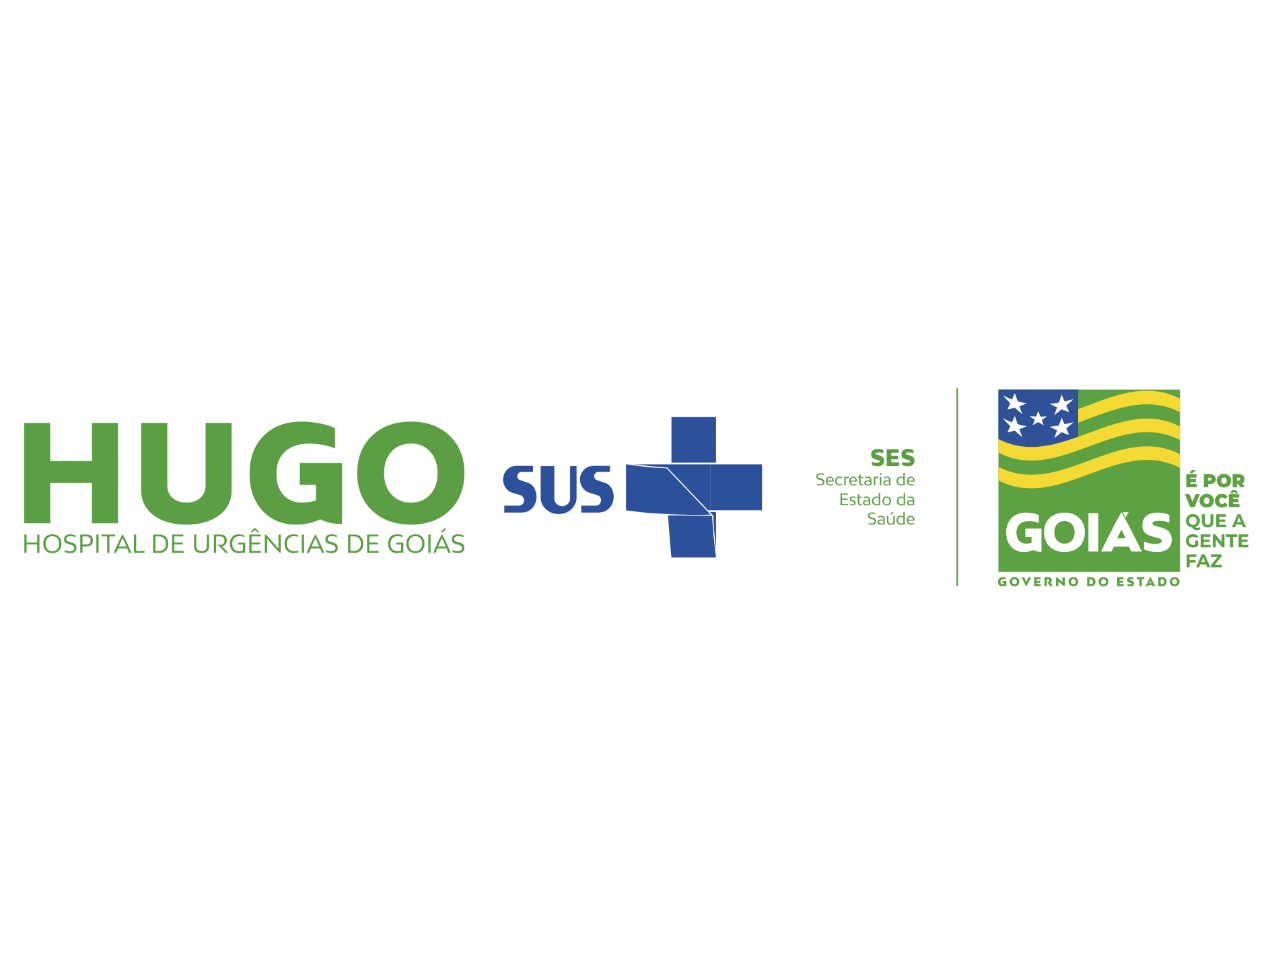 HUGO
HOSPITAL DE URGÊNCIAS DE GOIÁS
SUS
SES
Secretaria de
Estado da
Saúde
GOIÁS
GOVERNO DO ESTADO
É POR
VOCÊ
QUE A
GENTE
FAZ